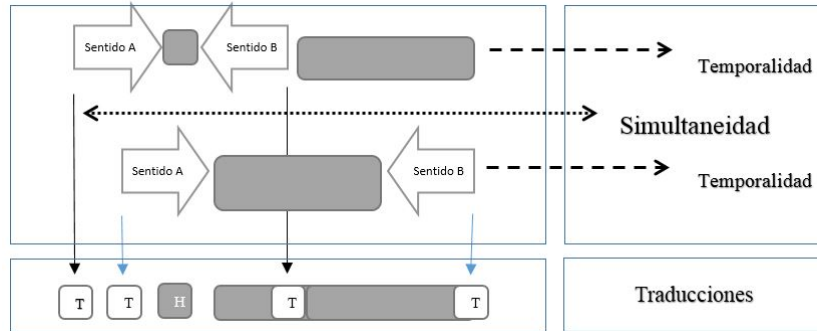 Sentido A
Sentido B
Temporalidad
Simultaneidad
Sentido A
Sentido B
Temporalidad
T
T
H
T
T
Traducciones